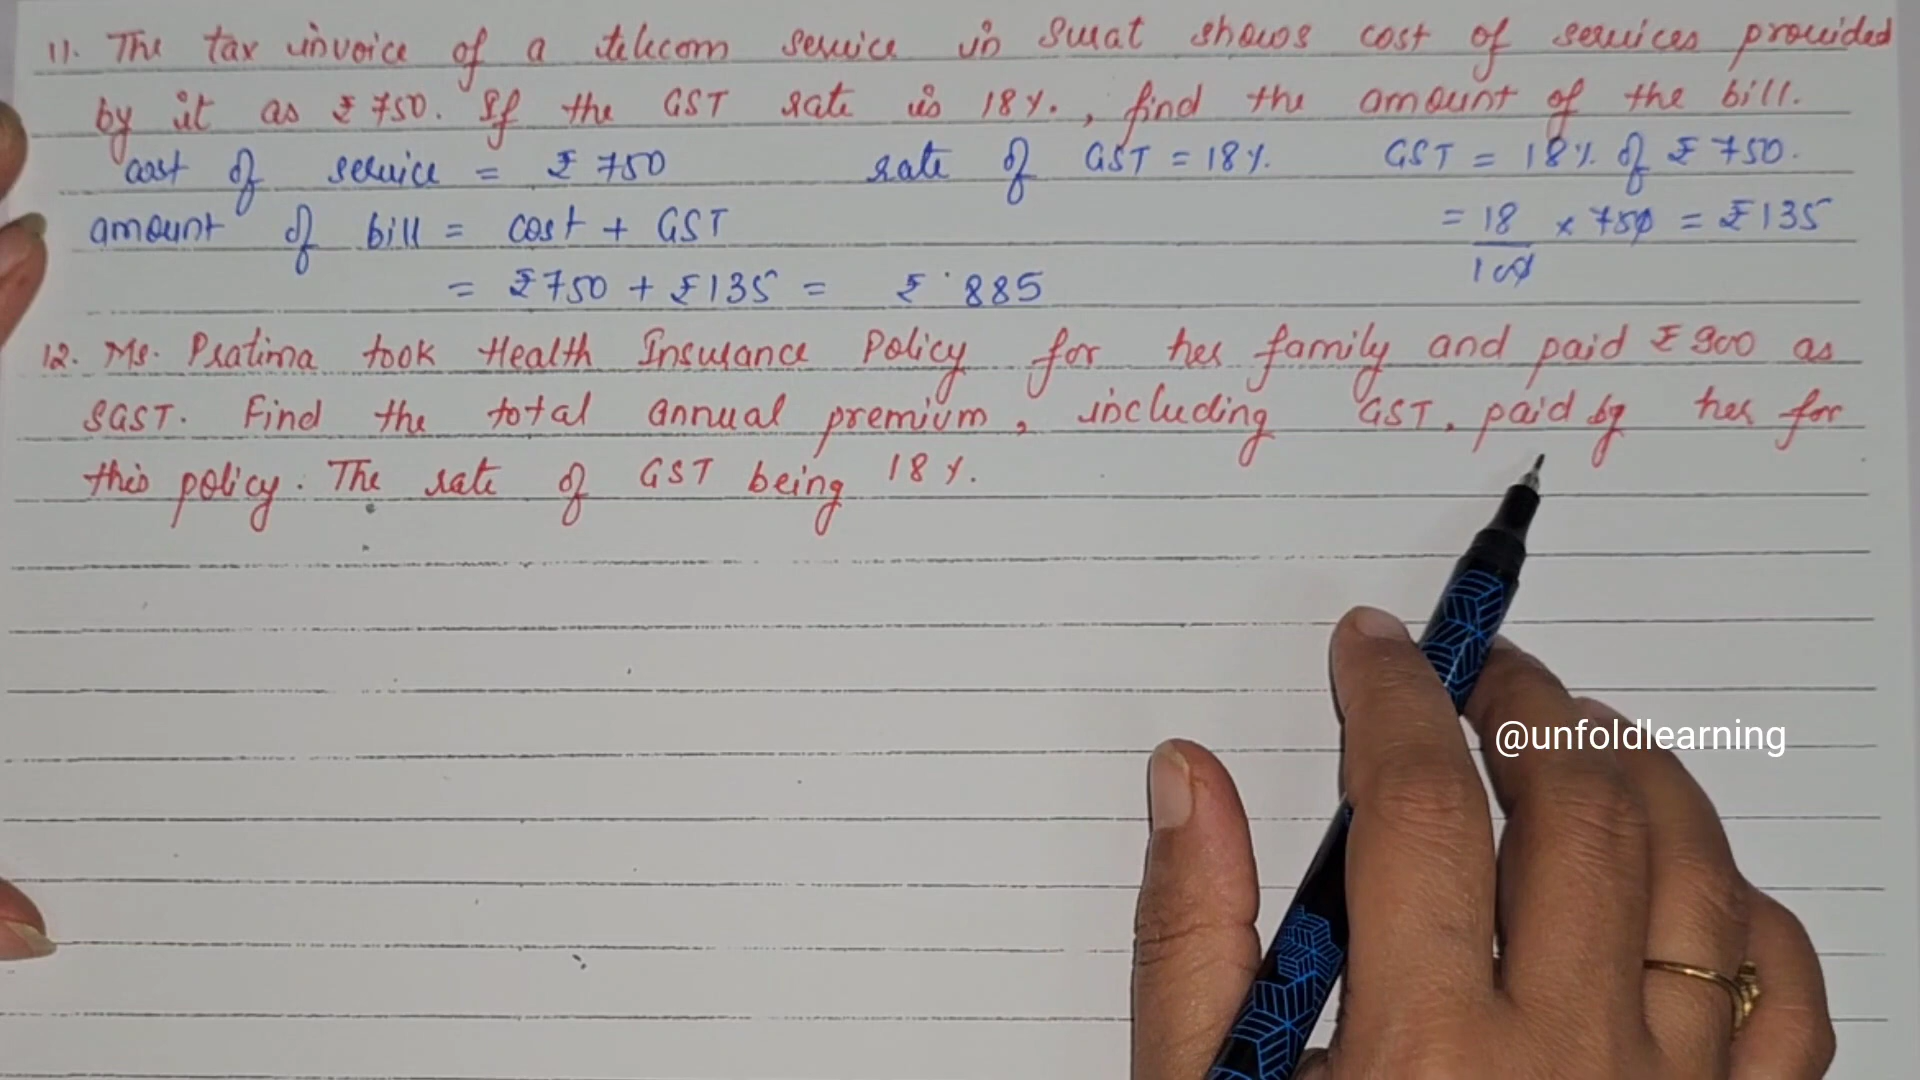 11. The tax invoice of a telecom service in Surat shows cost of services provided
by it as ₹ 750. If the GST rate is 18%., find the amount of the bill.
cost of service = ₹ 750 rate of GST = 18%. GST = 18% of ₹ 750.
amount of bill = cost + GST = 18/100 × 750 = ₹ 135
= ₹750 + ₹135 = ₹ 885
12. Ms. Pratima took Health Insurance Policy for her family and paid ₹ 900 as
SGST. Find the total annual premium, including GST, paid by her for
this policy. The rate of GST being 18%.
@unfoldlearning